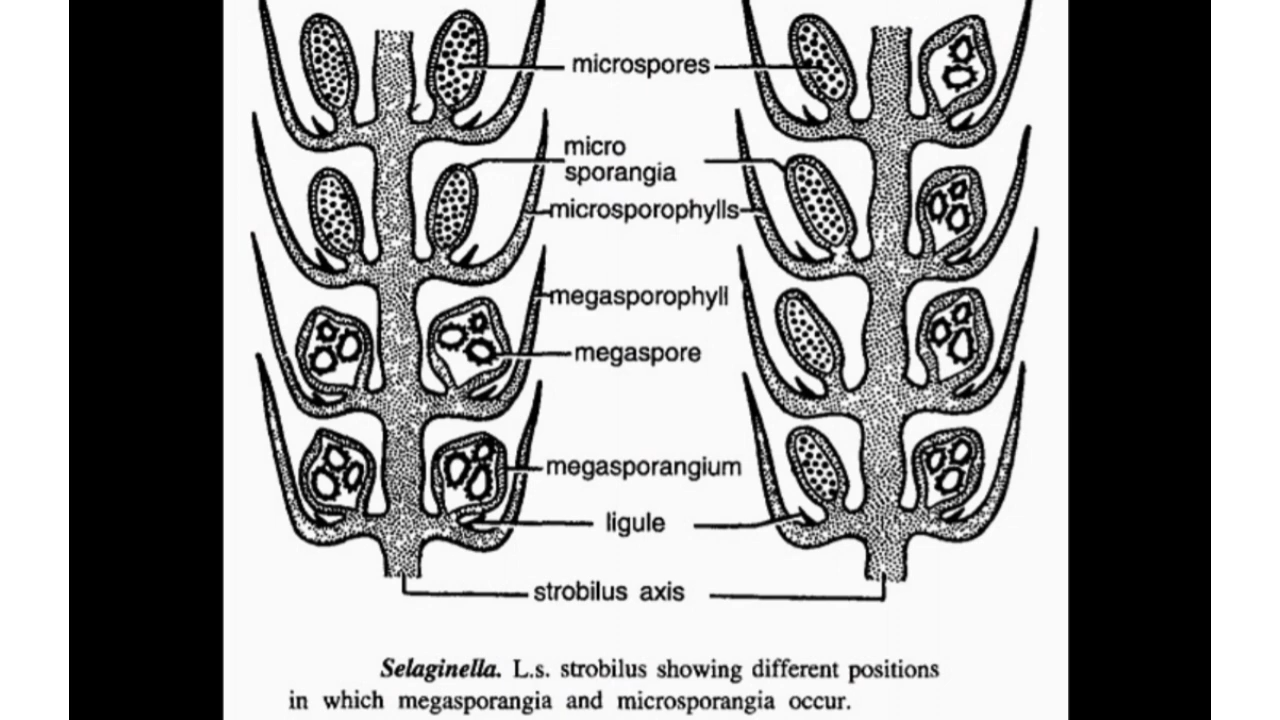 microspores
micro
sporangia
microsporophylls
megasporophyll
megaspore
megasporangium
ligule
strobilus axis
Selaginella. L.s. strobilus showing different positions
in which megasporangia and microsporangia occur.